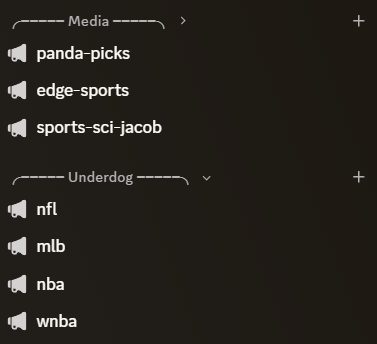 ╭───── Media ─────╮
panda-picks
edge-sports
sports-sci-jacob
╭───── Underdog ─────╮
nfl
mlb
nba
wnba